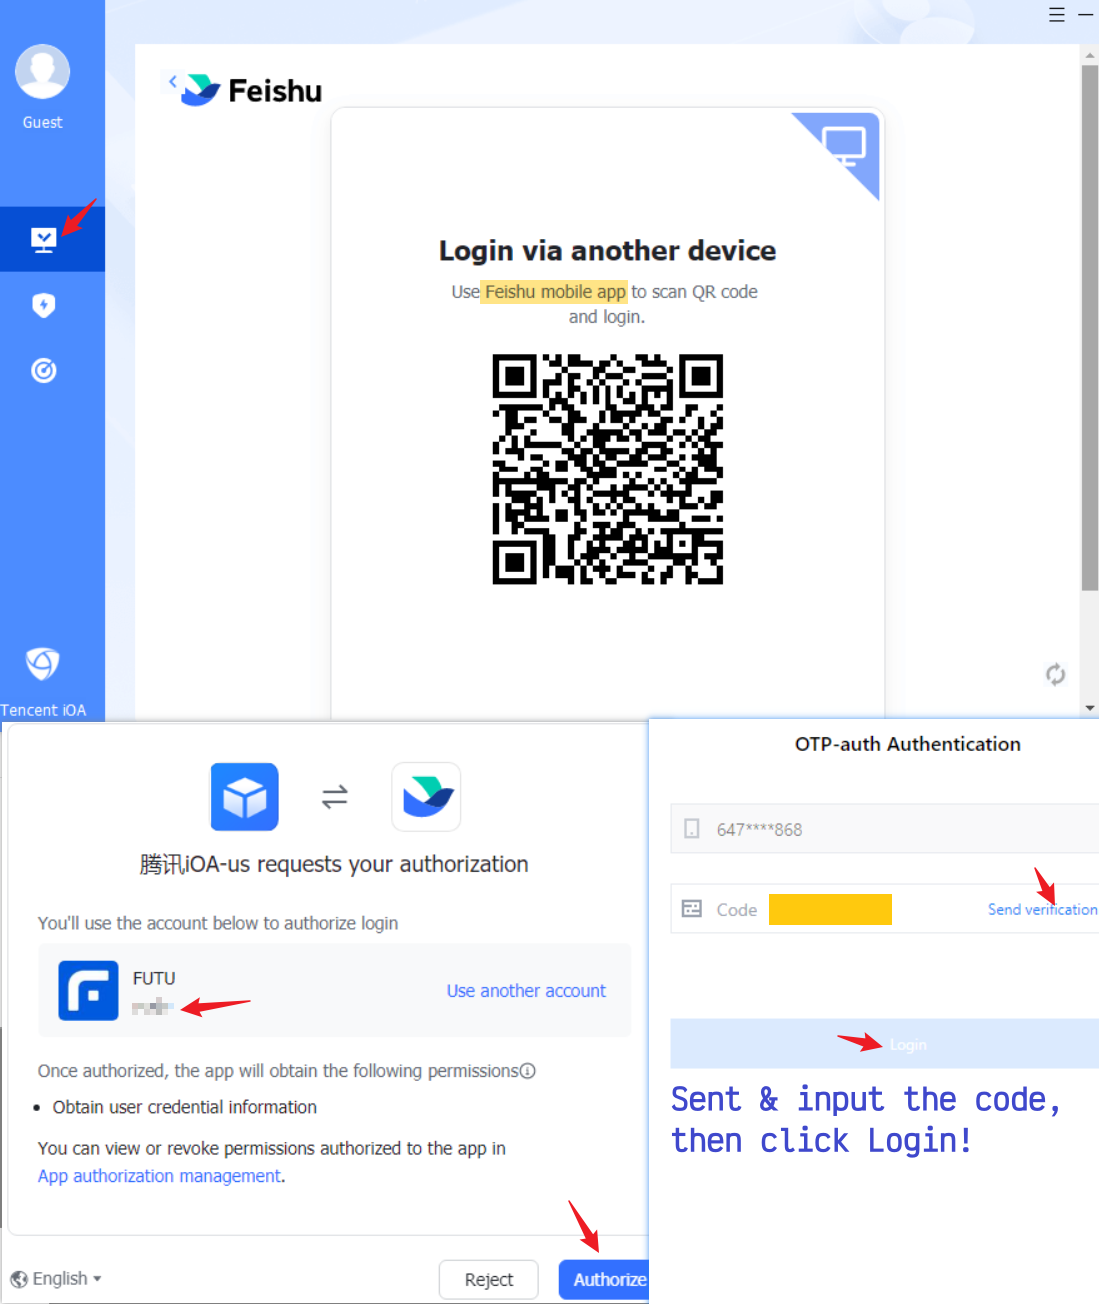 Guest
Feishu
Login via another device
Use Feishu mobile app to scan QR code
and login.
Tencent iOA
腾讯iOA-us requests your authorization
You'll use the account below to authorize login
FUTU
Use another account
Once authorized, the app will obtain the following permissions
• Obtain user credential information
You can view or revoke permissions authorized to the app in
App authorization management.
English
Reject
Authorize
OTP-auth Authentication
647****868
Code
Send verification
Login
Sent & input the code,
then click Login!